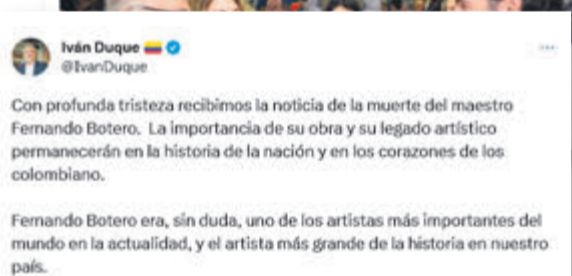 Iván Duque
@IvanDuque
Con profunda tristeza recibimos la noticia de la muerte del maestro
Fernando Botero. La importancia de su obra y su legado artístico
permanecerán en la historia de la nación y en los corazones de los
colombiano.
Fernando Botero era, sin duda, uno de los artistas más importantes del
mundo en la actualidad, y el artista más grande de la historia en nuestro
país.